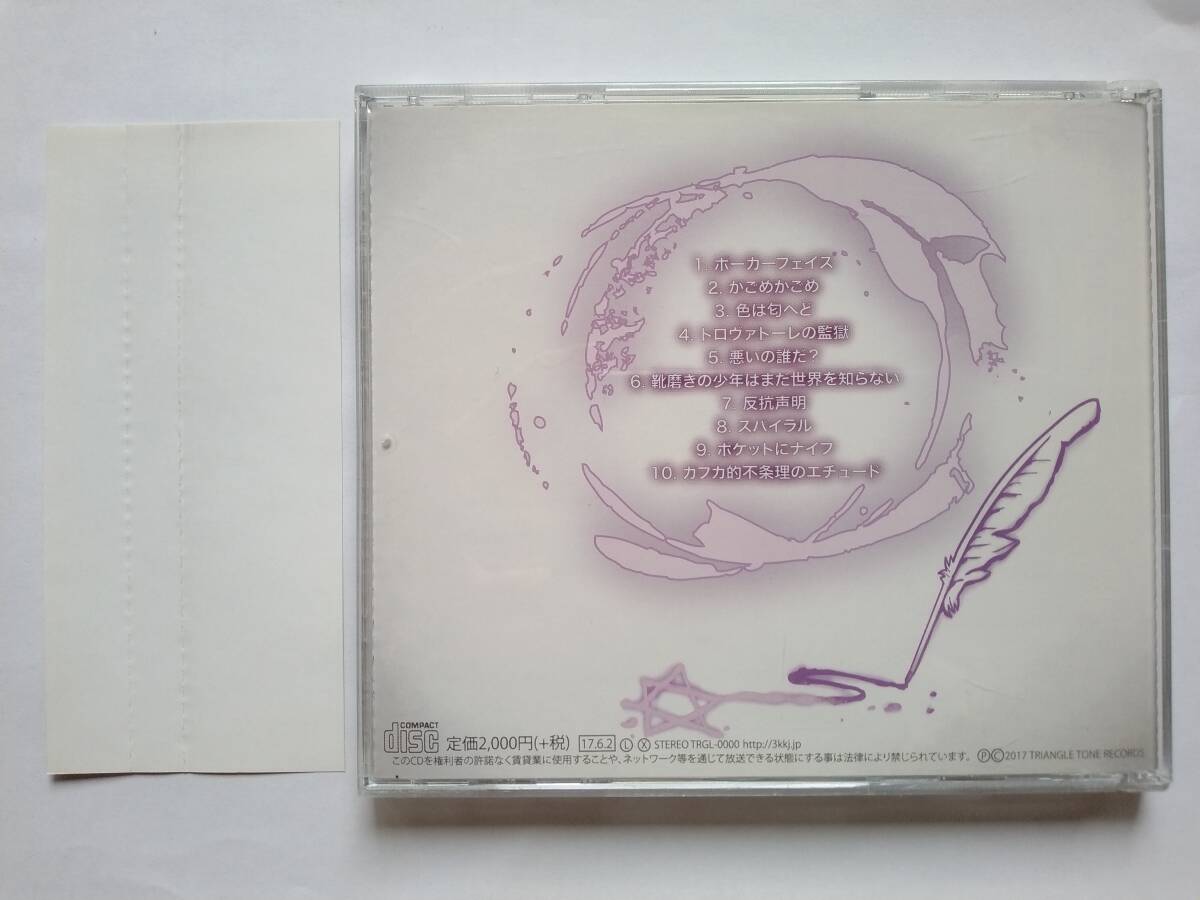 1. ポーカーフェイス
2. かごめかごめ
3. 色は匂へど
4. トロヴァトーレの監獄
5. 悪いの誰だ？
6. 靴磨きの少年はまだ世界を知らない
7. 反抗声明
8. スパイラル
9. ポケットにナイフ
10. カフカ的不条理のエチュード
COMPACT
disc 定価2,000円(+税) 17.6.2 Ⓛ Ⓧ STEREO TRGL-0000 http://3kkj.jp
このCDを権利者の許諾なく賃貸業に使用することや、ネットワーク等を通じて放送できる状態にする事は法律により禁じられています。 ⓅⒸ2017 TRIANGLE TONE RECORDS